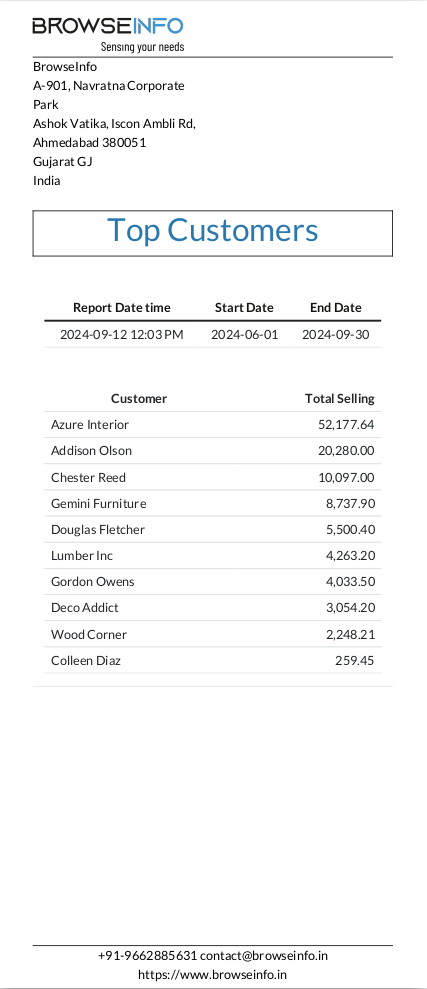 BROWSEINFO
Sensing your needs
BrowseInfo
A-901, Navratna Corporate
Park
Ashok Vatika, Iscon Ambli Rd,
Ahmedabad 380051
Gujarat GJ
India
Top Customers
Report Date time Start Date End Date
2024-09-12 12:03 PM 2024-06-01 2024-09-30
Customer Total Selling
Azure Interior 52,177.64
Addison Olson 20,280.00
Chester Reed 10,097.00
Gemini Furniture 8,737.90
Douglas Fletcher 5,500.40
Lumber Inc 4,263.20
Gordon Owens 4,033.50
Deco Addict 3,054.20
Wood Corner 2,248.21
Colleen Diaz 259.45
+91-9662885631 contact@browseinfo.in
https://www.browseinfo.in